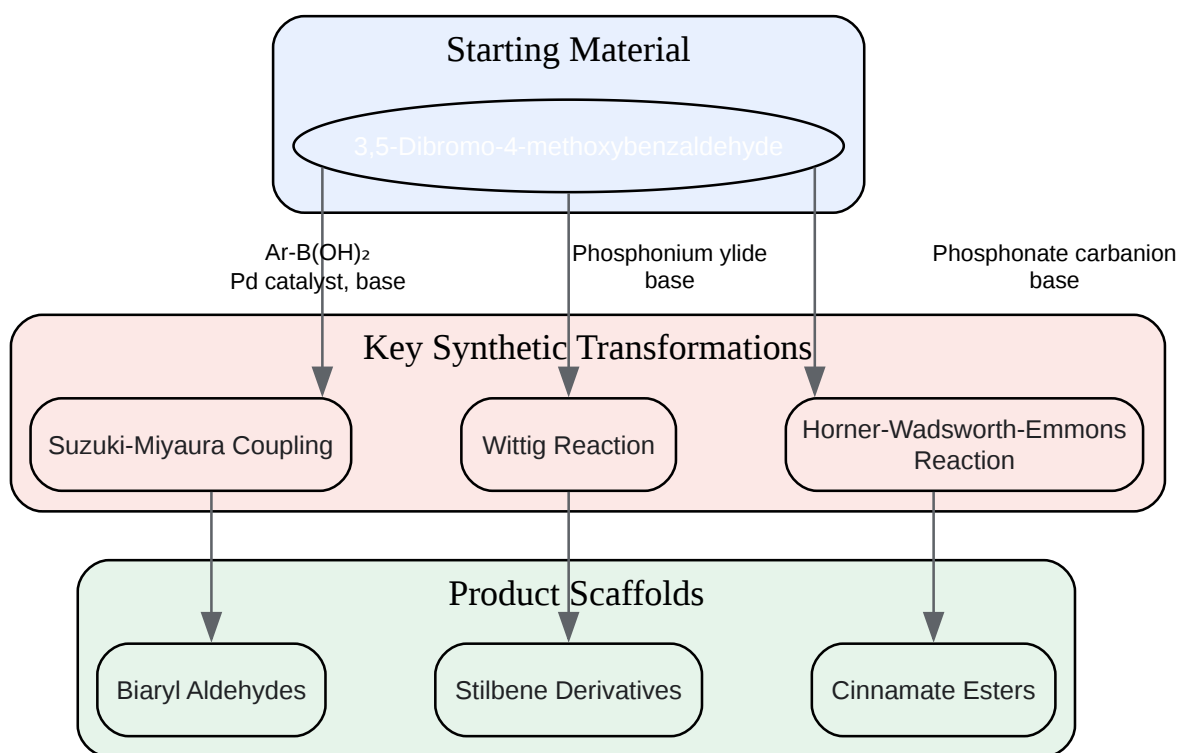 Starting Material
3,5-Dibromo-4-methoxybenzaldehyde
Ar-B(OH)₂
Pd catalyst, base
Phosphonium ylide
base
Phosphonate carbanion
base
Key Synthetic Transformations
Suzuki-Miyaura Coupling
Wittig Reaction
Horner-Wadsworth-Emmons
Reaction
Product Scaffolds
Biaryl Aldehydes
Stilbene Derivatives
Cinnamate Esters